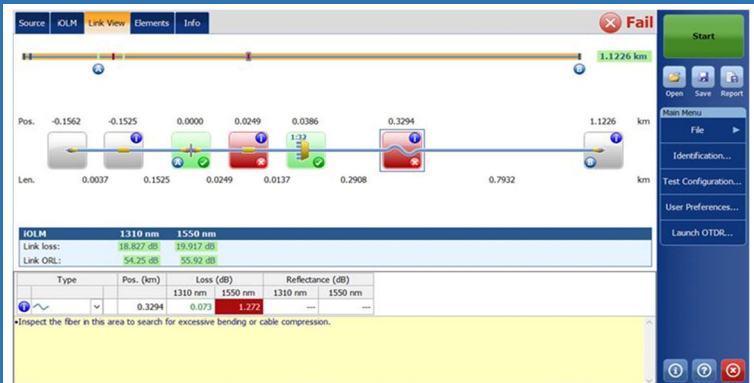 Source iOLM Link View Elements Info
Fail
Start
1.1226 km
Open Save Report
A B
Main Menu
File
Pos. -0.1562 -0.1525 0.0000 0.0249 0.0386 0.3294 1.1226 km
1:32
Identification...
A B
Len. 0.0037 0.1525 0.0249 0.0137 0.2908 0.7932 km
Test Configuration...
User Preferences...
Launch OTDR...
iOLM 1310 nm 1550 nm
Link loss: 18.827 dB 19.917 dB
Link ORL: 54.25 dB 55.92 dB
Type Pos. (km) Loss (dB) Reflectance (dB)
1310 nm 1550 nm 1310 nm 1550 nm
0.3294 0.073 1.272 --- ---
•Inspect the fiber in this area to search for excessive bending or cable compression.